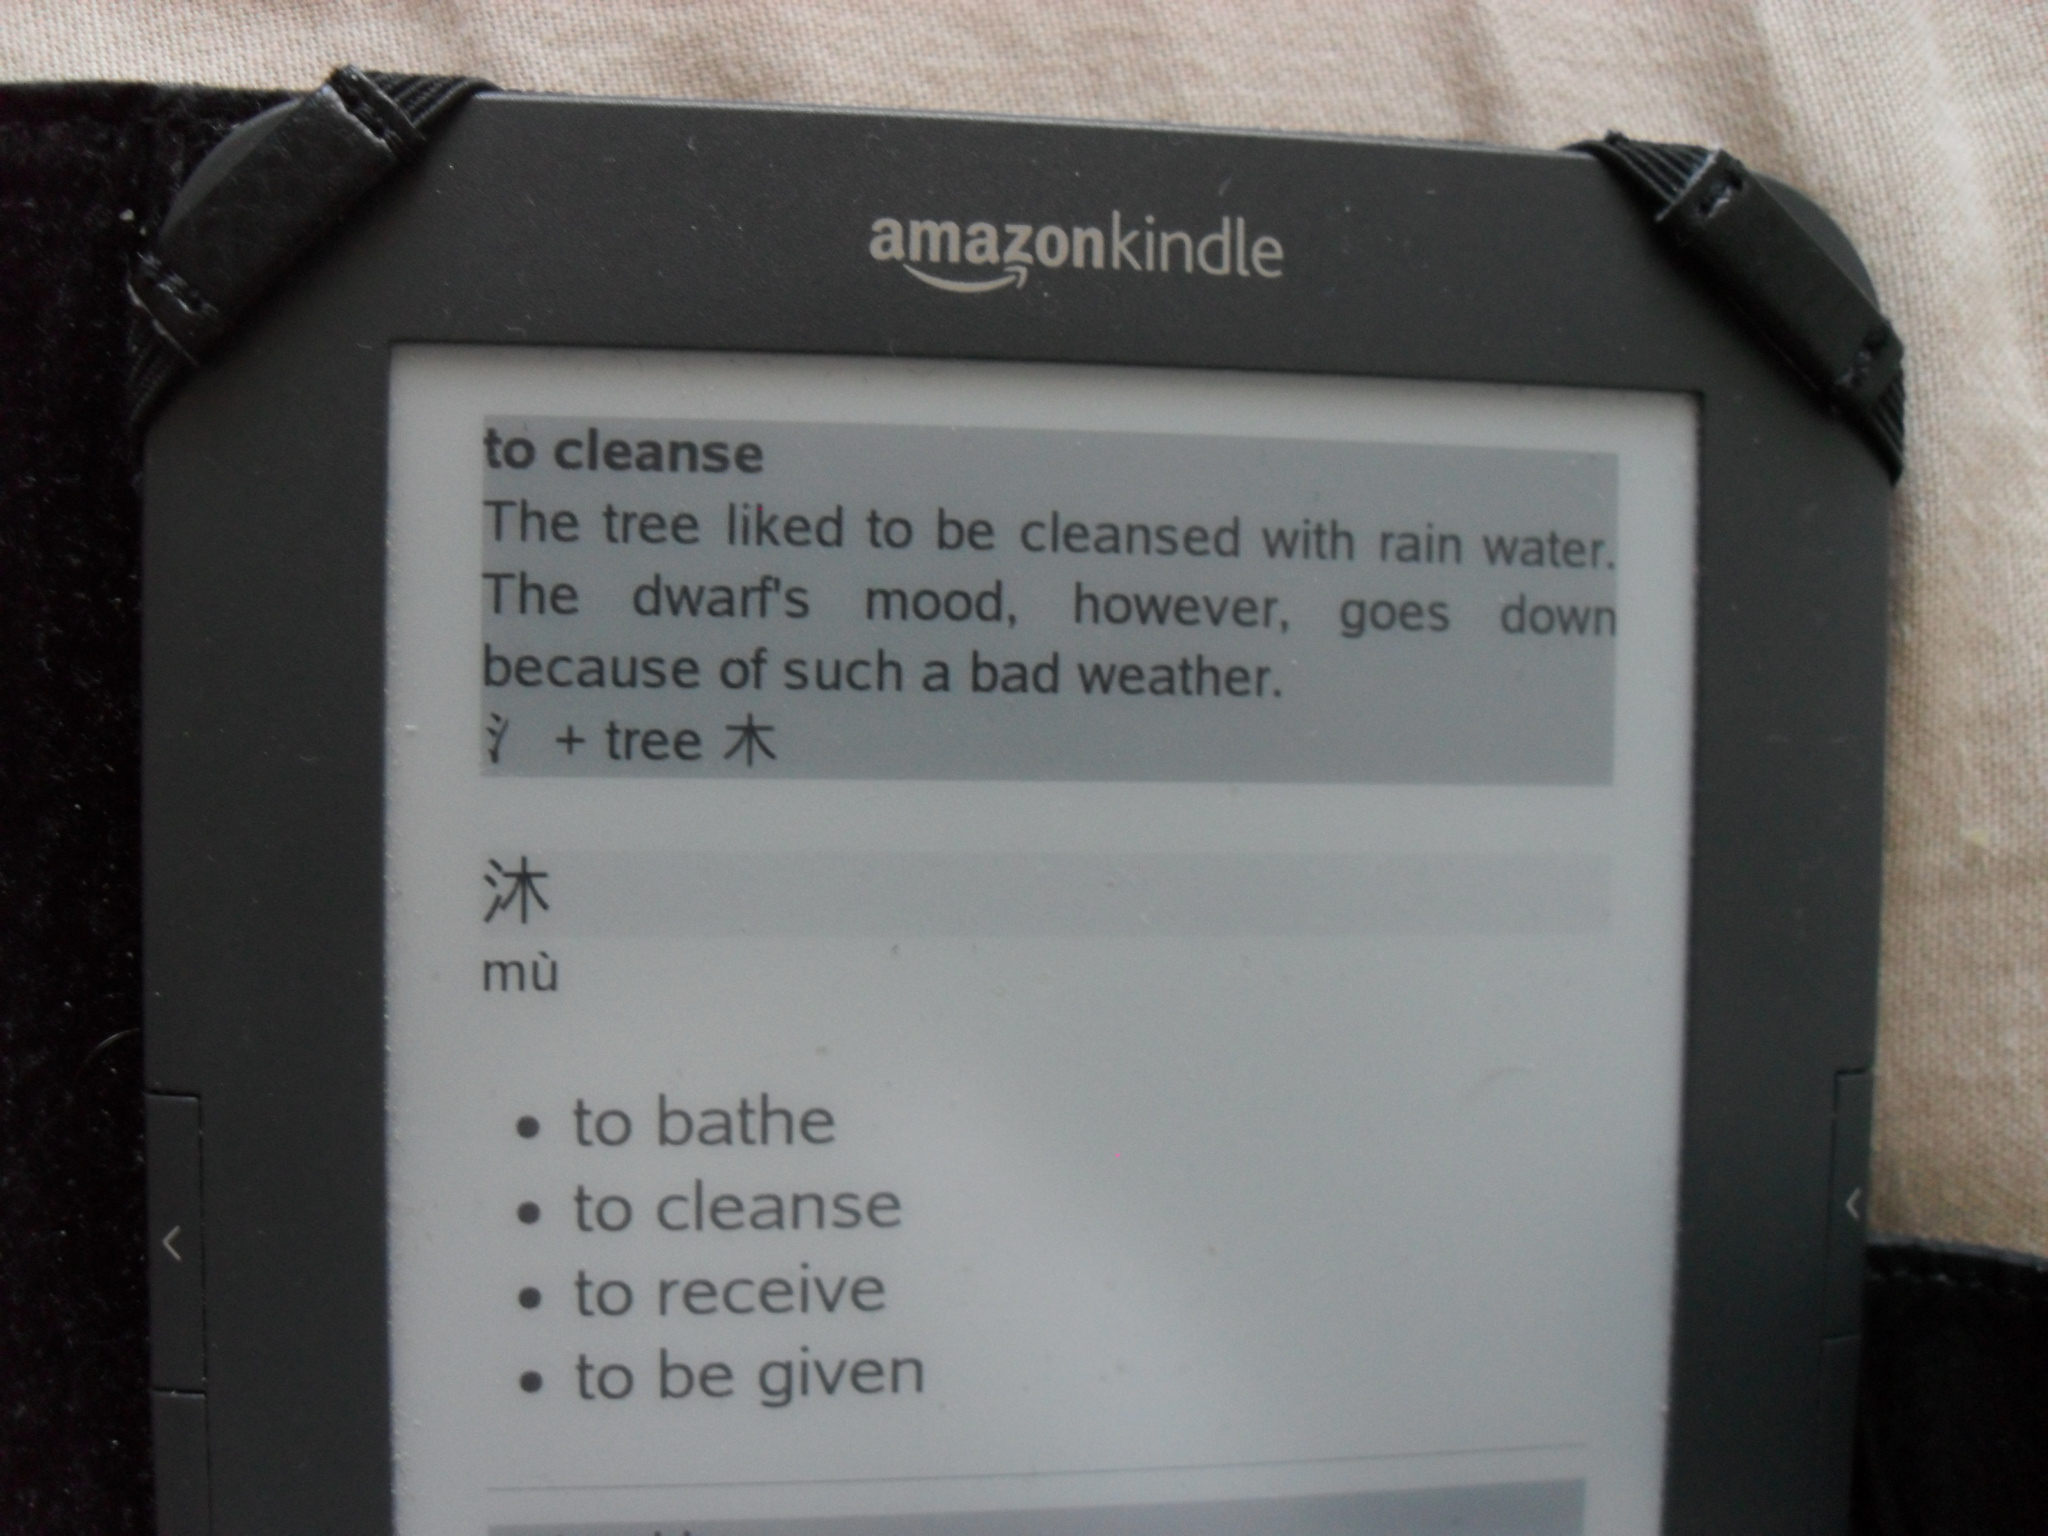 amazonkindle
to cleanse
The tree liked to be cleansed with rain water.
The dwarf's mood, however, goes down
because of such a bad weather.
氵 + tree 木
沐
mù
• to bathe
• to cleanse
• to receive
• to be given